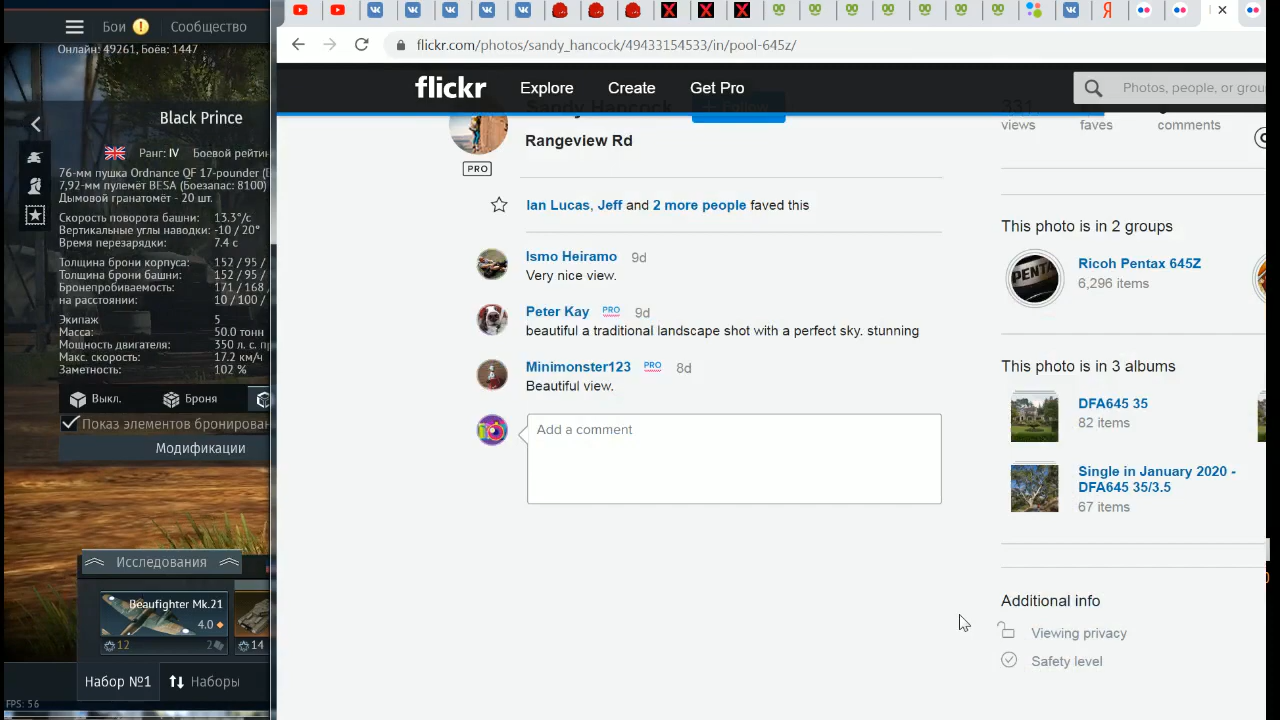 Бои
Сообщество
Онлайн: 49261, Боёв: 1447
Black Prince
Ранг: IV Боевой рейтин
76-мм пушка Ordnance QF 17-pounder (
7,92-мм пулемёт BESA (Боезапас: 8100)
Дымовой гранатомёт - 20 шт.
Скорость поворота башни: 13.3°/с
Вертикальные углы наводки: -10 / 20°
Время перезарядки: 7.4 с
Толщина брони корпуса: 152 / 95 /
Толщина брони башни: 152 / 95 /
Бронепробиваемость: 171 / 168
на расстоянии: 10 / 100 /
Экипаж 5
Масса: 50.0 тонн
Мощность двигателя: 350 л. с. п
Макс. скорость: 17.2 км/ч
Заметность: 102 %
Выкл.
Броня
Показ элементов бронирован
Модификации
Исследования
Beaufighter Mk.21
4.0
12
2
14
Набор №1
Наборы
FPS: 56
flickr.com/photos/sandy_hancock/49433154533/in/pool-645z/
flickr
Explore
Create
Get Pro
Photos, people, or grou
Sandy Hancock
+ Follow
Rangeview Rd
PRO
331
views
faves
comments
Ian Lucas, Jeff and 2 more people faved this
Ismo Heiramo 9d
Very nice view.
Peter Kay PRO 9d
beautiful a traditional landscape shot with a perfect sky. stunning
Minimonster123 PRO 8d
Beautiful view.
Add a comment
This photo is in 2 groups
PENTA
Ricoh Pentax 645Z
6,296 items
This photo is in 3 albums
DFA645 35
82 items
Single in January 2020 -
DFA645 35/3.5
67 items
Additional info
Viewing privacy
Safety level